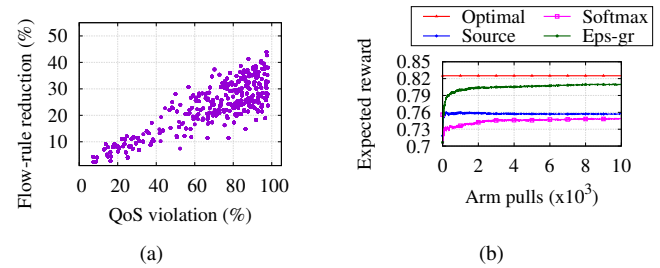 Flow-rule reduction (%)
50
40
30
20
10
0 20 40 60 80 100
QoS violation (%)
(a)
Optimal Softmax
Source Eps-gr
Expected reward
0.85
0.82
0.79
0.76
0.73
0.7
0 2 4 6 8 10
Arm pulls (x10³)
(b)